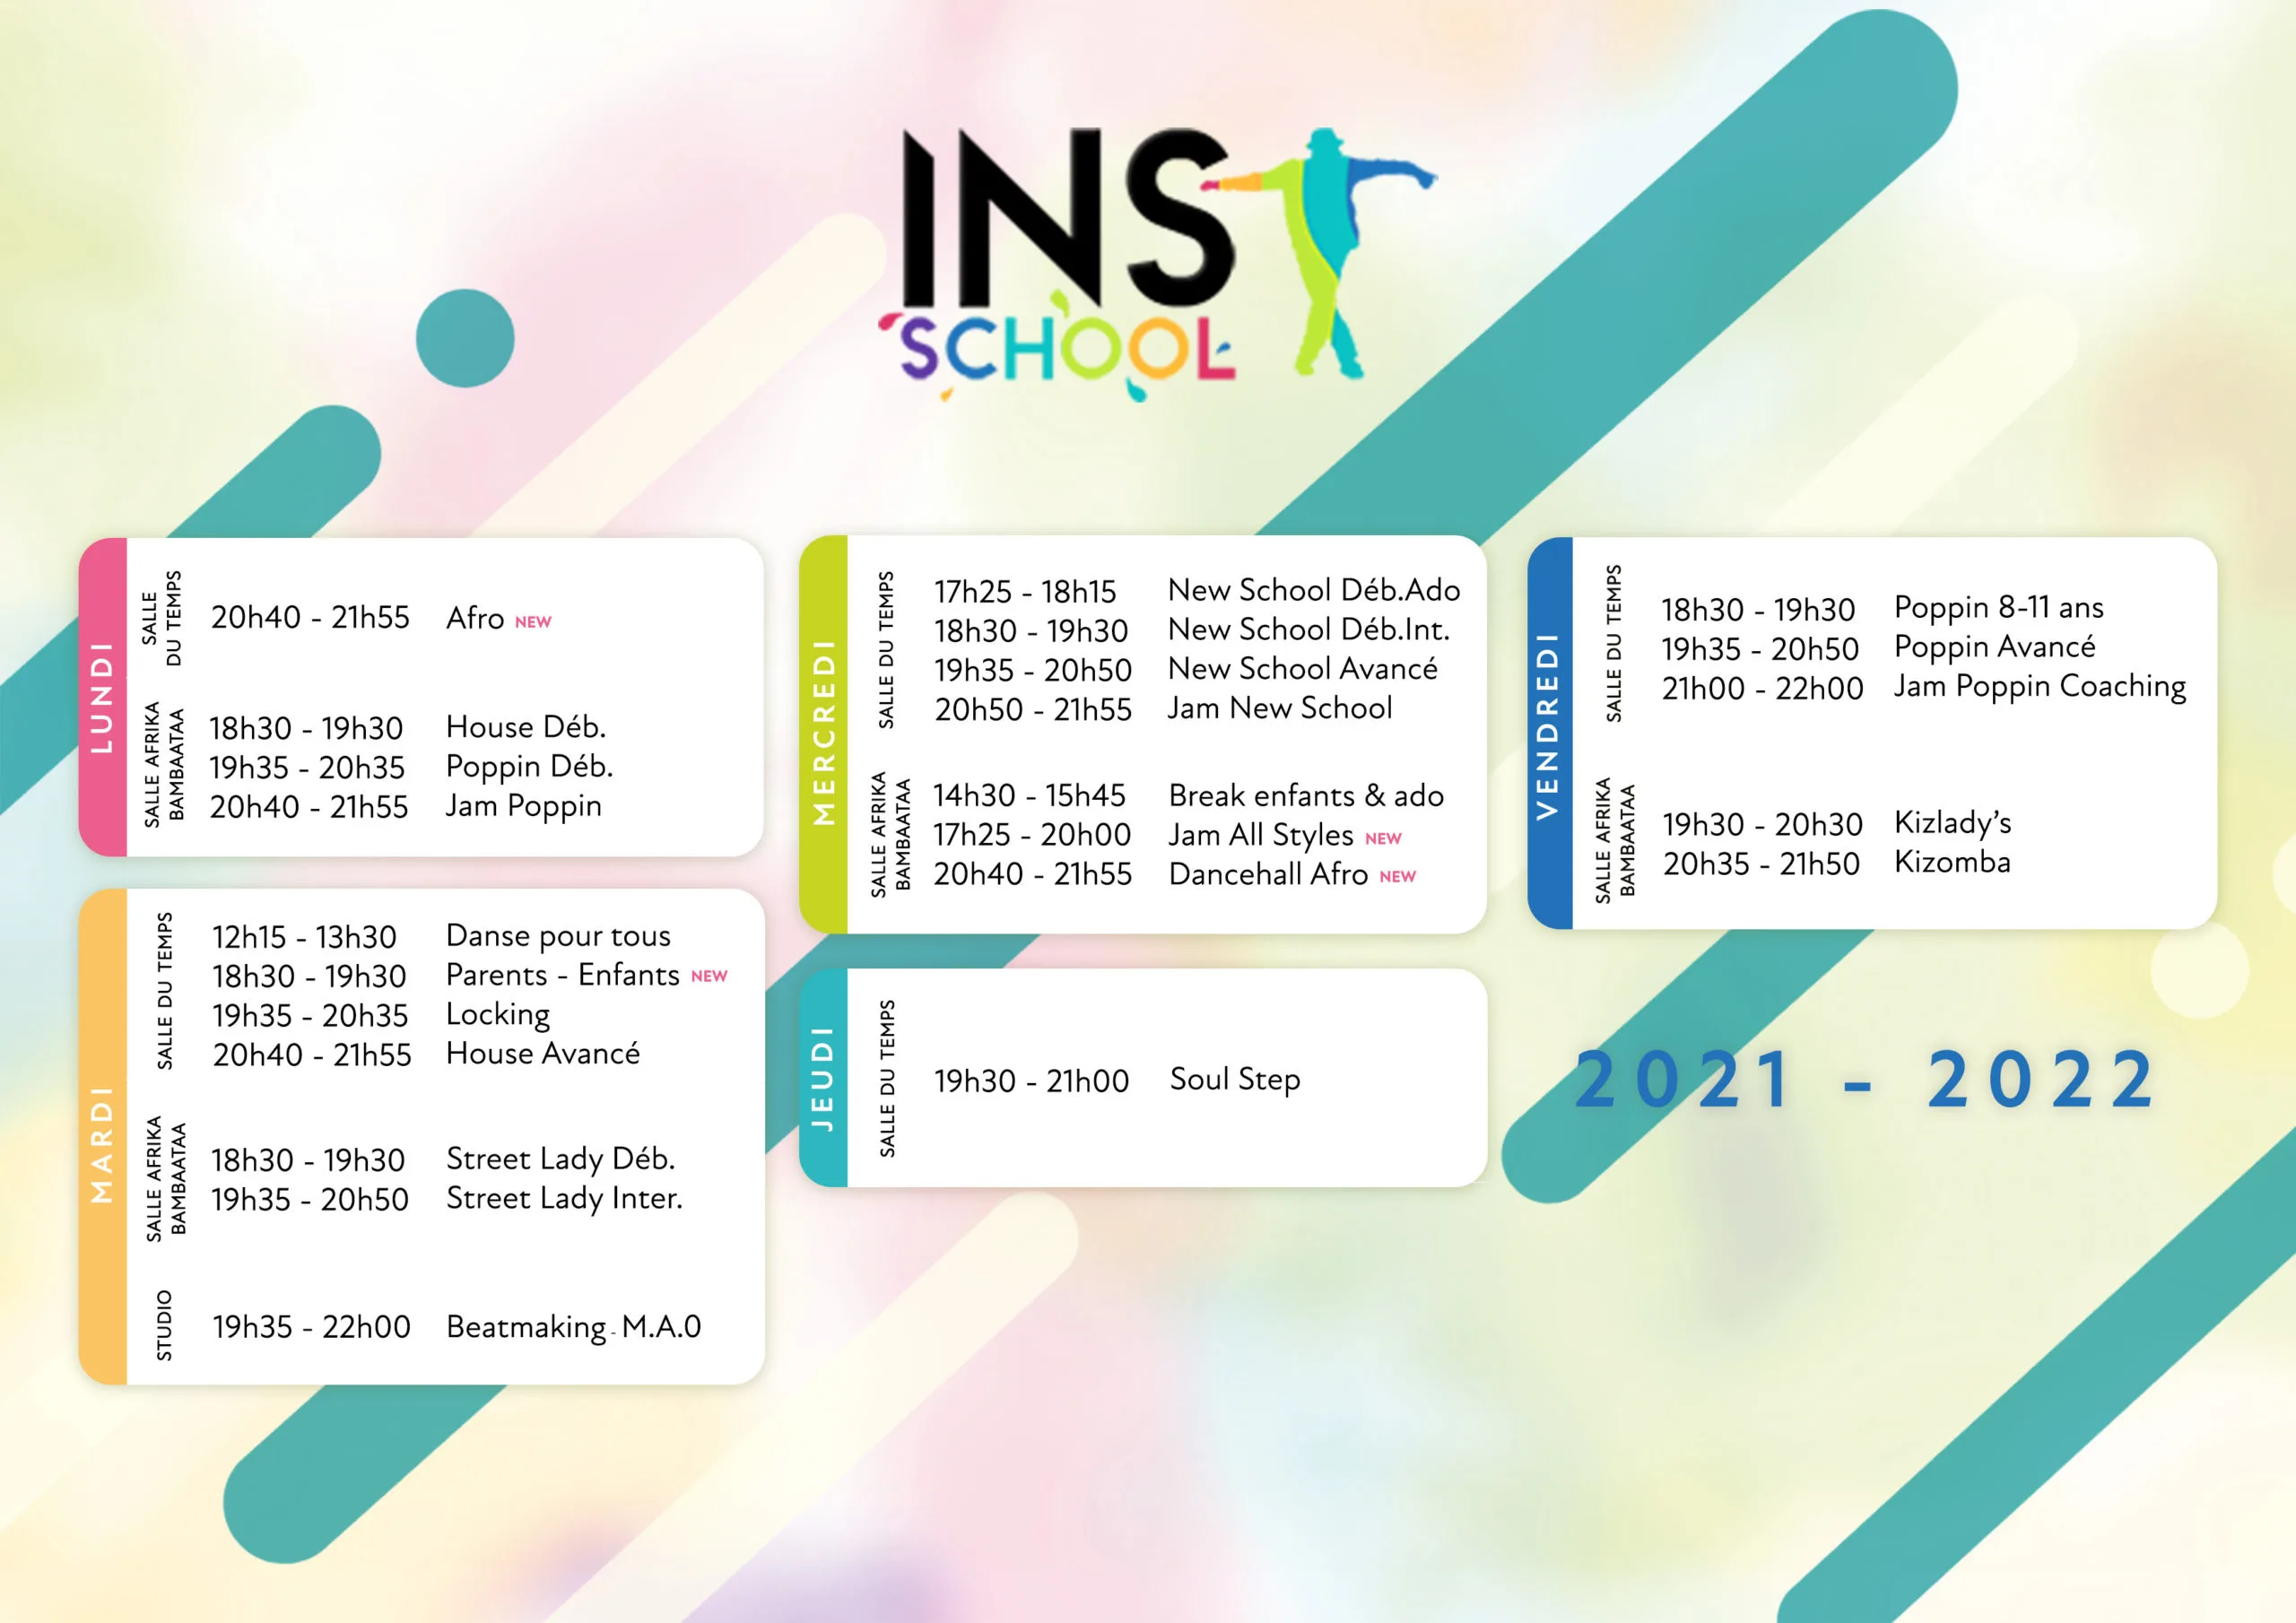 INS
SCHOOL
LUNDI
SALLE
DU TEMPS
20h40 - 21h55 Afro NEW
SALLE AFRIKA
BAMBAATAA
18h30 - 19h30 House Déb.
19h35 - 20h35 Poppin Déb.
20h40 - 21h55 Jam Poppin
MARDI
SALLE DU TEMPS
12h15 - 13h30 Danse pour tous
18h30 - 19h30 Parents - Enfants NEW
19h35 - 20h35 Locking
20h40 - 21h55 House Avancé
SALLE AFRIKA
BAMBAATAA
18h30 - 19h30 Street Lady Déb.
19h35 - 20h50 Street Lady Inter.
STUDIO
19h35 - 22h00 Beatmaking - M.A.0
MERCREDI
SALLE DU TEMPS
17h25 - 18h15 New School Déb.Ado
18h30 - 19h30 New School Déb.Int.
19h35 - 20h50 New School Avancé
20h50 - 21h55 Jam New School
SALLE AFRIKA
BAMBAATAA
14h30 - 15h45 Break enfants & ado
17h25 - 20h00 Jam All Styles NEW
20h40 - 21h55 Dancehall Afro NEW
JEUDI
SALLE DU TEMPS
19h30 - 21h00 Soul Step
VENDREDI
SALLE DU TEMPS
18h30 - 19h30 Poppin 8-11 ans
19h35 - 20h50 Poppin Avancé
21h00 - 22h00 Jam Poppin Coaching
SALLE AFRIKA
BAMBAATAA
19h30 - 20h30 Kizlady's
20h35 - 21h50 Kizomba
2021 - 2022